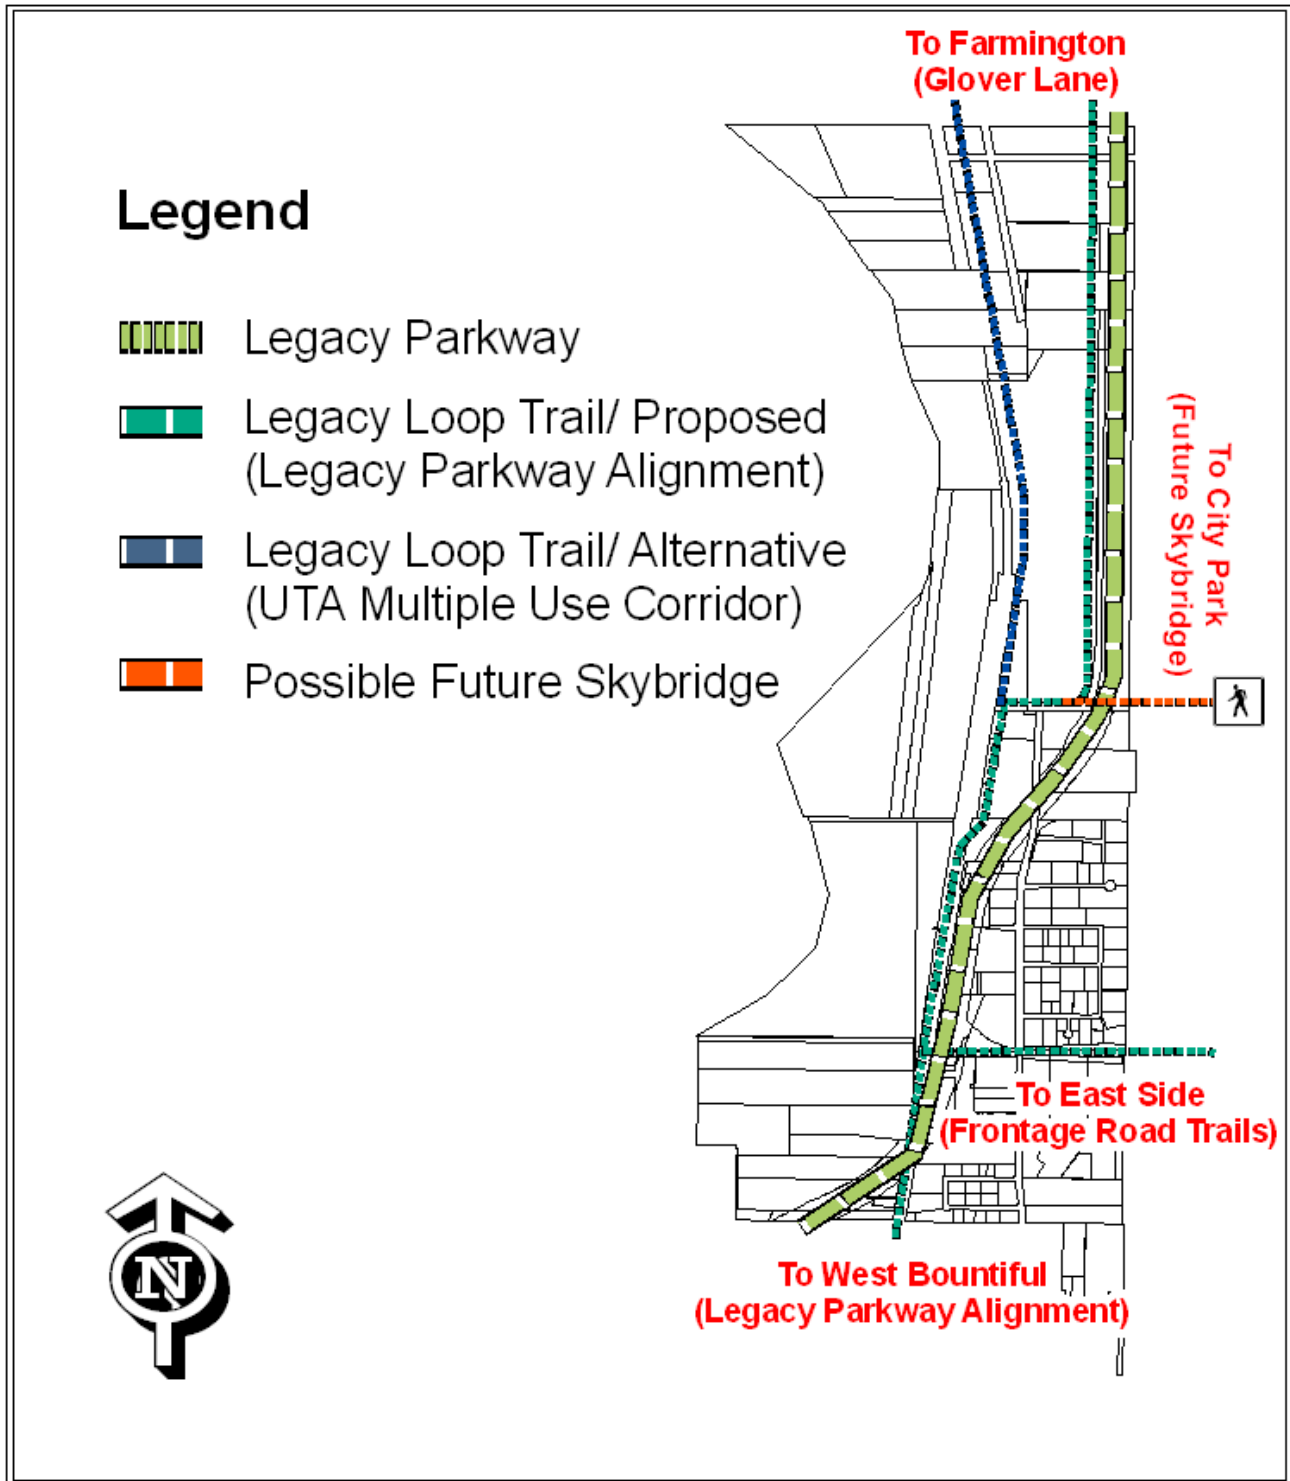 To Farmington
(Glover Lane)
Legend
Legacy Parkway
Legacy Loop Trail/ Proposed
(Legacy Parkway Alignment)
Legacy Loop Trail/ Alternative
(UTA Multiple Use Corridor)
Possible Future Skybridge
To City Park
(Future Skybridge)
To East Side
(Frontage Road Trails)
To West Bountiful
(Legacy Parkway Alignment)
N